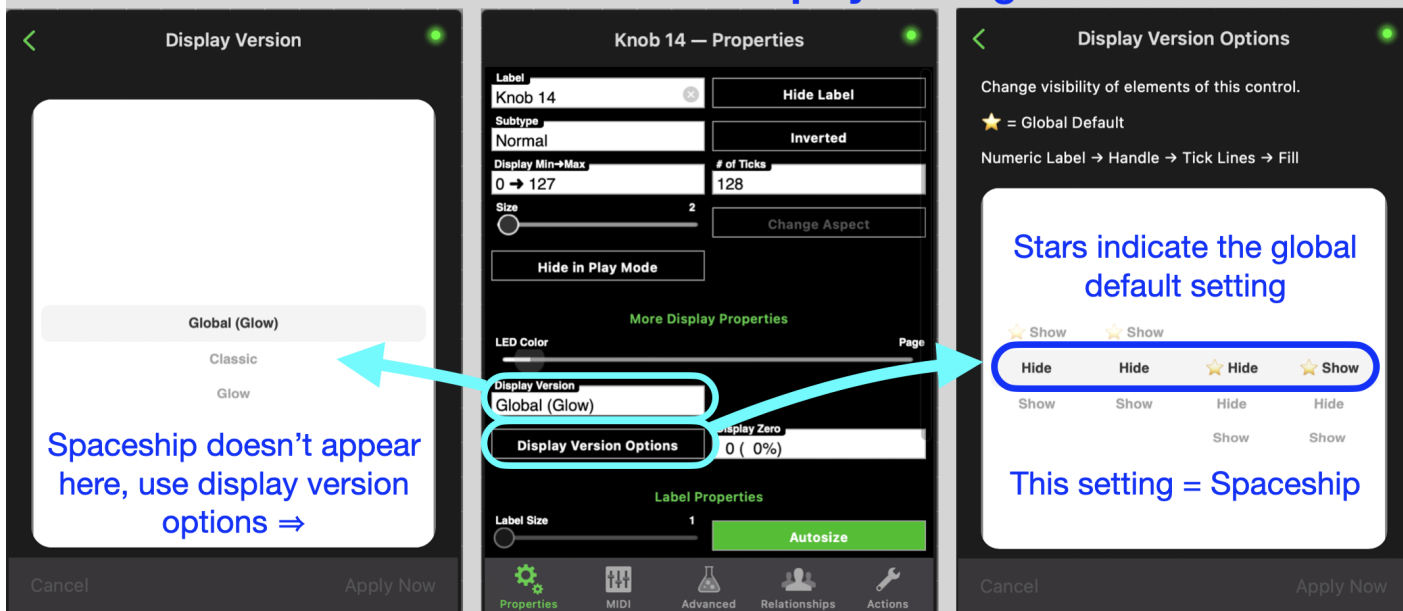 Display Version
Global (Glow)
Classic
Glow
Spaceship doesn’t appear
here, use display version
options ⇒
Cancel
Apply Now
Knob 14 — Properties
Label
Knob 14
Hide Label
Subtype
Normal
Inverted
Display Min→Max
0 → 127
# of Ticks
128
Size
2
Change Aspect
Hide in Play Mode
More Display Properties
LED Color
Page
Display Version
Global (Glow)
Display Version Options
Display Zero
0 ( 0%)
Label Properties
Label Size
1
Autosize
Properties
MIDI
Advanced
Relationships
Actions
Display Version Options
Change visibility of elements of this control.
⭐ = Global Default
Numeric Label → Handle → Tick Lines → Fill
Stars indicate the global
default setting
⭐ Show ⭐ Show
Hide Hide ⭐ Hide ⭐ Show
Show Show Hide Hide
Show Show
This setting = Spaceship
Cancel
Apply Now